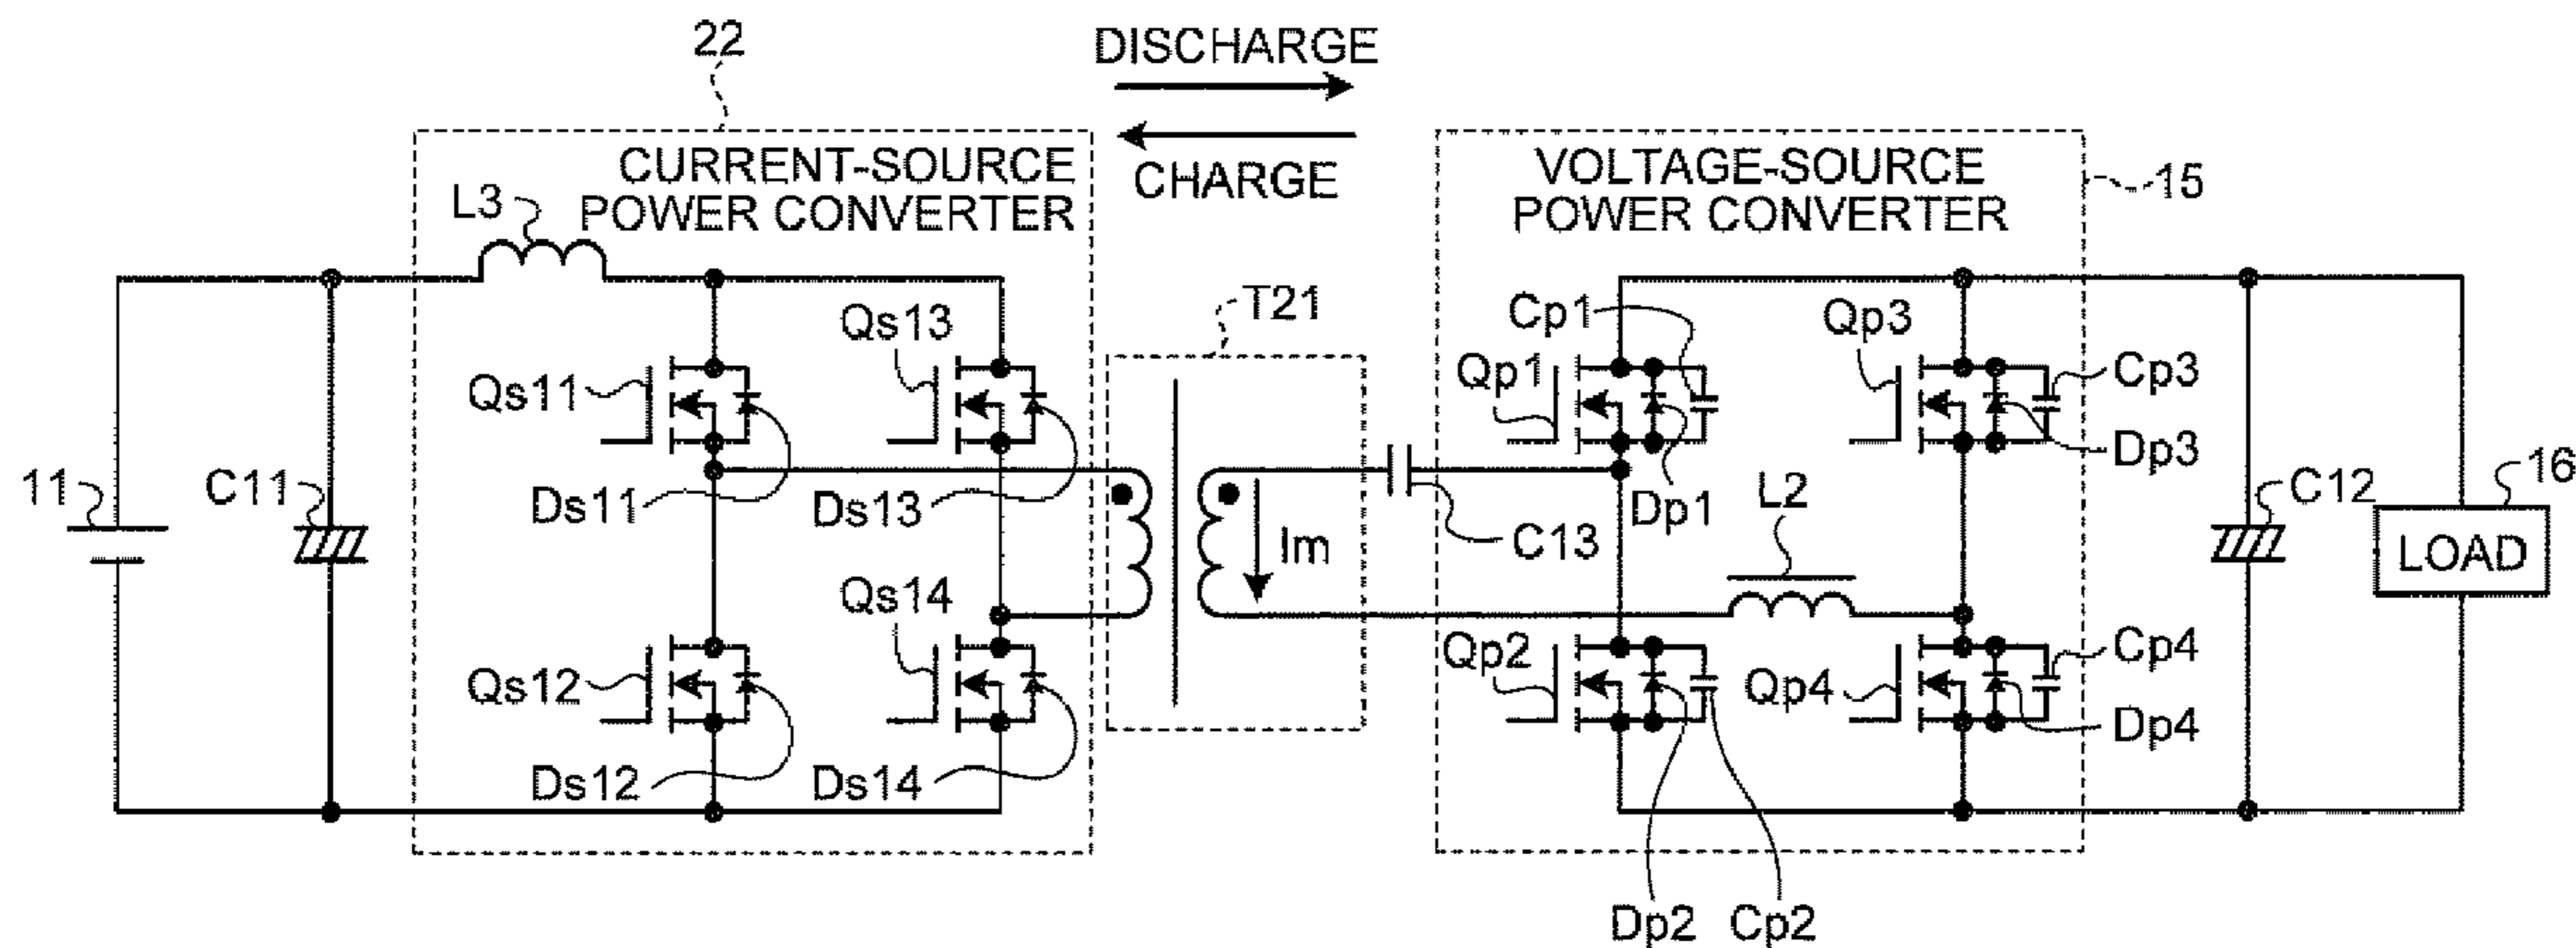 22
DISCHARGE
CHARGE
CURRENT-SOURCE
POWER CONVERTER
VOLTAGE-SOURCE
POWER CONVERTER
15
L3
T21
Qs13
Cp1
Qp3
Qs11
Qp1
Cp3
11
C11
Ds11
Ds13
Im
C13
Dp1
L2
Dp3
C12
16
LOAD
Qs14
Qs12
Qp2
Qp4
Cp4
Dp4
Ds12
Ds14
Dp2
Cp2